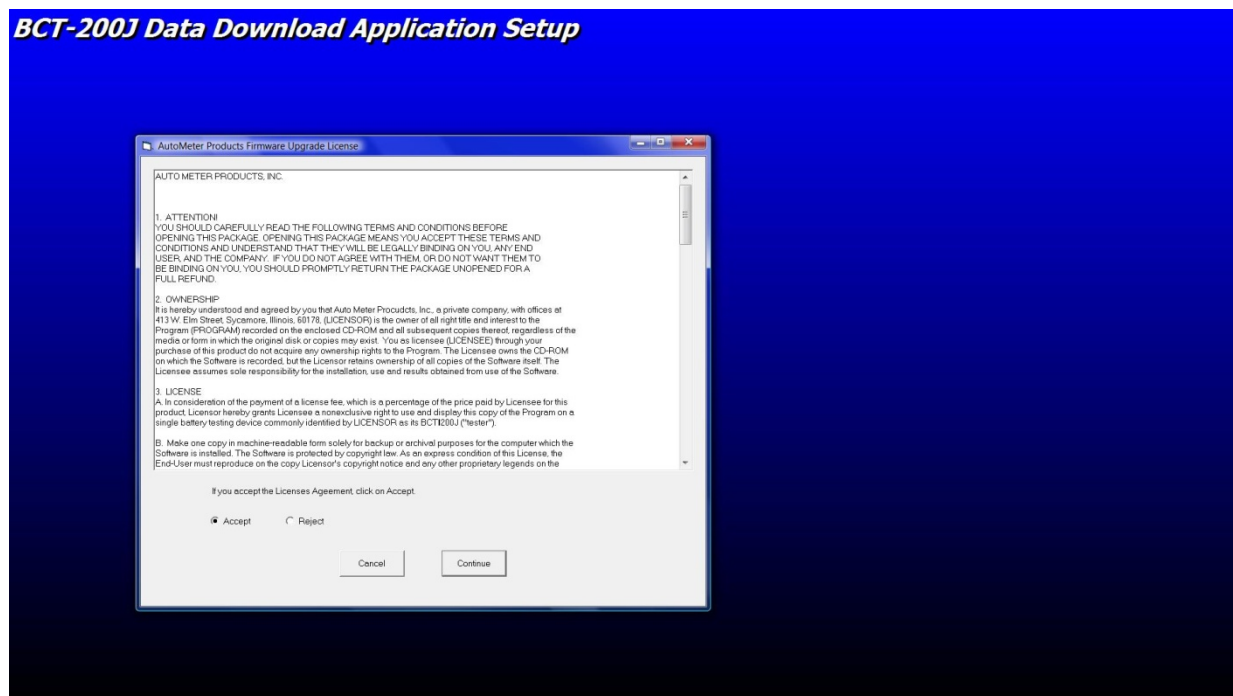 BCT-200J Data Download Application Setup
AutoMeter Products Firmware Upgrade License
AUTO METER PRODUCTS, INC.
1. ATTENTION!
YOU SHOULD CAREFULLY READ THE FOLLOWING TERMS AND CONDITIONS BEFORE
OPENING THIS PACKAGE. OPENING THIS PACKAGE MEANS YOU ACCEPT THESE TERMS AND
CONDITIONS AND UNDERSTAND THAT THEY WILL BE LEGALLY BINDING ON YOU, ANY END
USER, AND THE COMPANY. IF YOU DO NOT AGREE WITH THEM, OR DO NOT WANT THEM TO
BE BINDING ON YOU, YOU SHOULD PROMPTLY RETURN THE PACKAGE UNOPENED FOR A
FULL REFUND.
2. OWNERSHIP
It is hereby understood and agreed by you that Auto Meter Procudcts, Inc., a private company, with offices at
413 W. Elm Street, Sycamore, Illinois, 60178, (LICENSOR) is the owner of all right title and interest to the
Program (PROGRAM) recorded on the enclosed CD-ROM and all subsequent copies thereof, regardless of the
media or form in which the original disk or copies may exist. You as licensee (LICENSEE) through your
purchase of this product do not acquire any ownership rights to the Program. The Licensee owns the CD-ROM
on which the Software is recorded, but the Licensor retains ownership of all copies of the Software itself. The
Licensee assumes sole responsibility for the installation, use and results obtained from use of the Software.
3. LICENSE
A. In consideration of the payment of a license fee, which is a percentage of the price paid by Licensee for this
product, Licensor hereby grants Licensee a nonexclusive right to use and display this copy of the Program on a
single battery testing device commonly identified by LICENSOR as its BCT‖200J ("tester").
B. Make one copy in machine-readable form solely for backup or archival purposes for the computer which the
Software is installed. The Software is protected by copyright law. As an express condition of this License, the
End-User must reproduce on the copy Licensor's copyright notice and any other proprietary legends on the
If you accept the Licenses Ageement, click on Accept.
Accept Reject
Cancel Continue